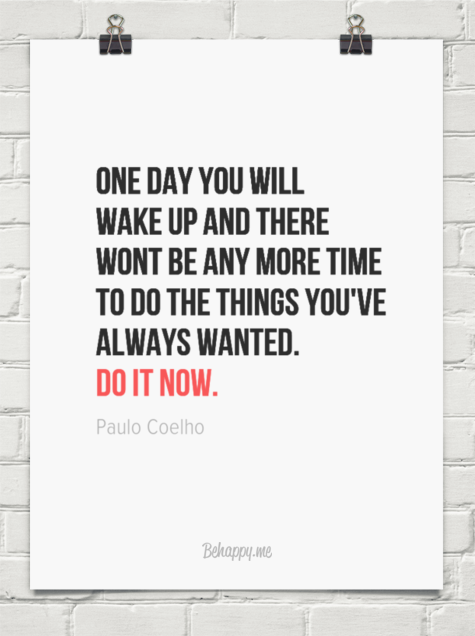 ONE DAY YOU WILL
WAKE UP AND THERE
WONT BE ANY MORE TIME
TO DO THE THINGS YOU'VE
ALWAYS WANTED.
DO IT NOW.
Paulo Coelho
Behappy.me